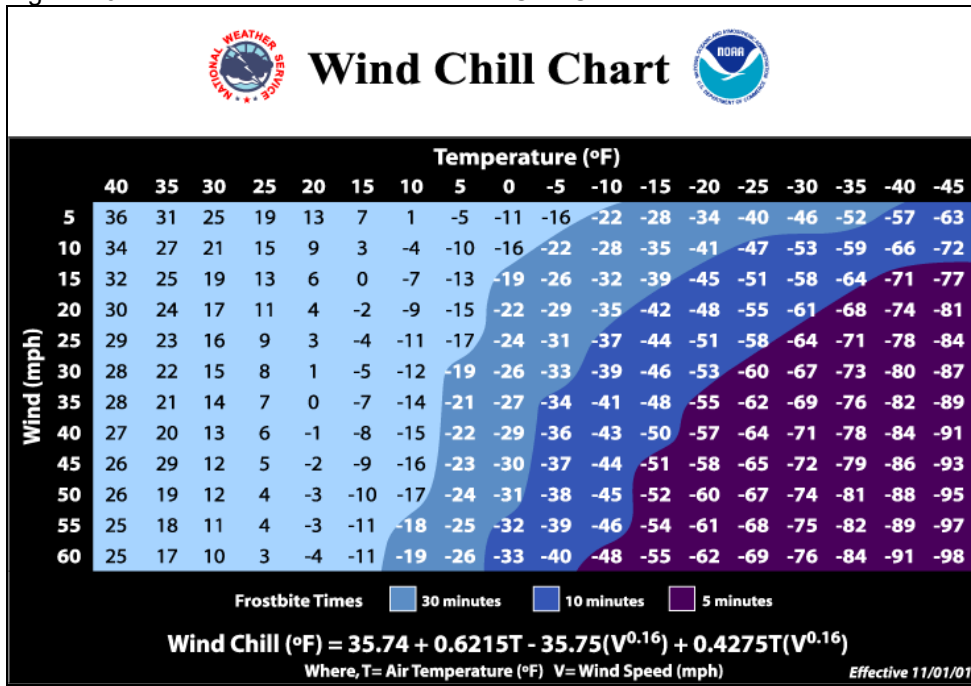 NATIONAL WEATHER SERVICE
Wind Chill Chart
NOAA
Temperature (ºF)
40 35 30 25 20 15 10 5 0 -5 -10 -15 -20 -25 -30 -35 -40 -45
5 36 31 25 19 13 7 1 -5 -11 -16 -22 -28 -34 -40 -46 -52 -57 -63
10 34 27 21 15 9 3 -4 -10 -16 -22 -28 -35 -41 -47 -53 -59 -66 -72
15 32 25 19 13 6 0 -7 -13 -19 -26 -32 -39 -45 -51 -58 -64 -71 -77
20 30 24 17 11 4 -2 -9 -15 -22 -29 -35 -42 -48 -55 -61 -68 -74 -81
25 29 23 16 9 3 -4 -11 -17 -24 -31 -37 -44 -51 -58 -64 -71 -78 -84
30 28 22 15 8 1 -5 -12 -19 -26 -33 -39 -46 -53 -60 -67 -73 -80 -87
35 28 21 14 7 0 -7 -14 -21 -27 -34 -41 -48 -55 -62 -69 -76 -82 -89
40 27 20 13 6 -1 -8 -15 -22 -29 -36 -43 -50 -57 -64 -71 -78 -84 -91
45 26 29 12 5 -2 -9 -16 -23 -30 -37 -44 -51 -58 -65 -72 -79 -86 -93
50 26 19 12 4 -3 -10 -17 -24 -31 -38 -45 -52 -60 -67 -74 -81 -88 -95
55 25 18 11 4 -3 -11 -18 -25 -32 -39 -46 -54 -61 -68 -75 -82 -89 -97
60 25 17 10 3 -4 -11 -19 -26 -33 -40 -48 -55 -62 -69 -76 -84 -91 -98
Wind (mph)
Frostbite Times 30 minutes 10 minutes 5 minutes
Wind Chill (ºF) = 35.74 + 0.6215T - 35.75(V^0.16) + 0.4275T(V^0.16)
Where, T= Air Temperature (ºF) V= Wind Speed (mph) Effective 11/01/01